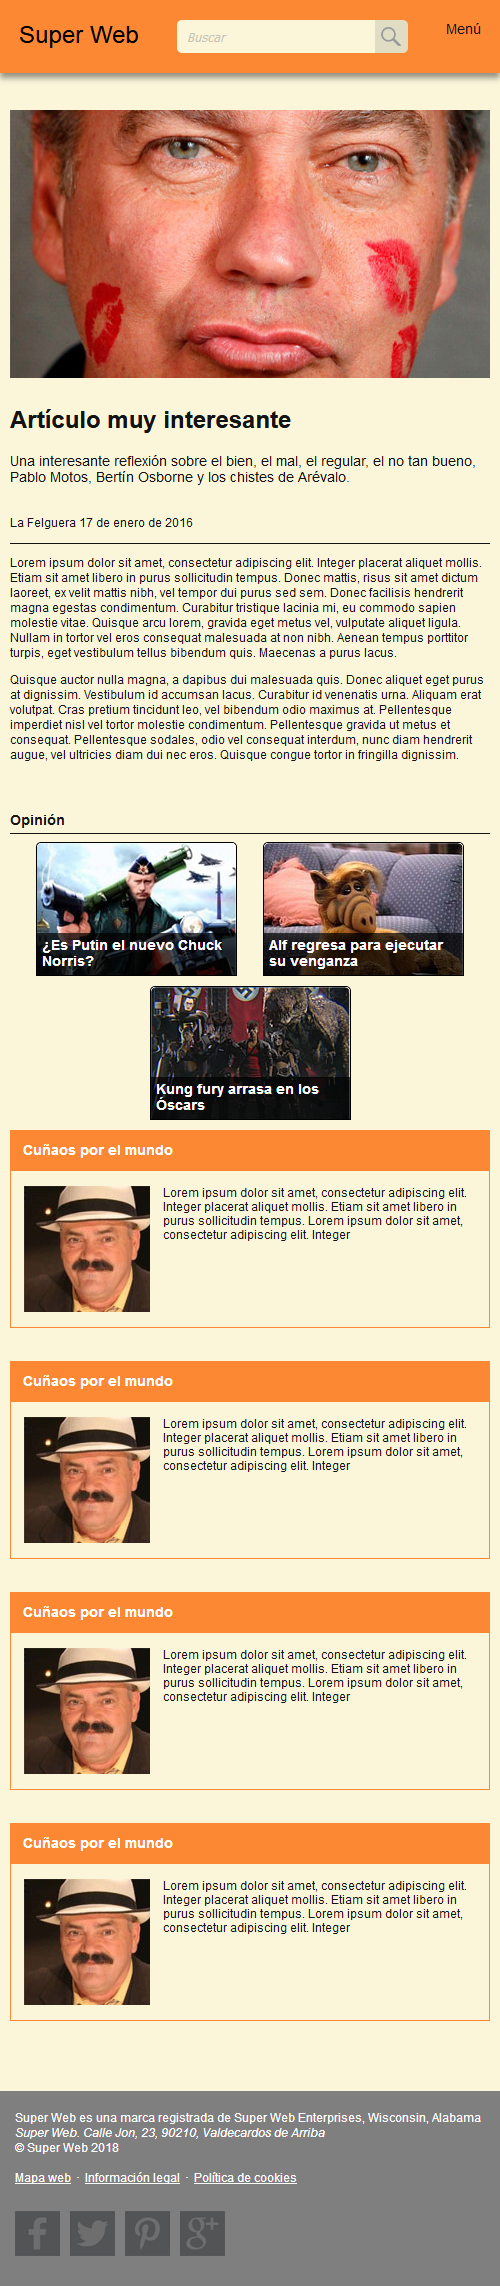 Super Web
Buscar
Menú
Artículo muy interesante
Una interesante reflexión sobre el bien, el mal, el regular, el no tan bueno,
Pablo Motos, Bertín Osborne y los chistes de Arévalo.
La Felguera 17 de enero de 2016
Lorem ipsum dolor sit amet, consectetur adipiscing elit. Integer placerat aliquet mollis.
Etiam sit amet libero in purus sollicitudin tempus. Donec mattis, risus sit amet dictum
laoreet, ex velit mattis nibh, vel tempor dui purus sed sem. Donec facilisis hendrerit
magna egestas condimentum. Curabitur tristique lacinia mi, eu commodo sapien
molestie vitae. Quisque arcu lorem, gravida eget metus vel, vulputate aliquet ligula.
Nullam in tortor vel eros consequat malesuada at non nibh. Aenean tempus porttitor
turpis, eget vestibulum tellus bibendum quis. Maecenas a purus lacus.
Quisque auctor nulla magna, a dapibus dui malesuada quis. Donec aliquet eget purus
at dignissim. Vestibulum id accumsan lacus. Curabitur id venenatis urna. Aliquam erat
volutpat. Cras pretium tincidunt leo, vel bibendum odio maximus at. Pellentesque
imperdiet nisl vel tortor molestie condimentum. Pellentesque gravida ut metus et
consequat. Pellentesque sodales, odio vel consequat interdum, nunc diam hendrerit
augue, vel ultricies diam dui nec eros. Quisque congue tortor in fringilla dignissim.
Opinión
¿Es Putin el nuevo Chuck
Norris?
Alf regresa para ejecutar
su venganza
Kung fury arrasa en los
Óscars
Cuñaos por el mundo
Lorem ipsum dolor sit amet, consectetur adipiscing elit.
Integer placerat aliquet mollis. Etiam sit amet libero in
purus sollicitudin tempus. Lorem ipsum dolor sit amet,
consectetur adipiscing elit. Integer
Cuñaos por el mundo
Lorem ipsum dolor sit amet, consectetur adipiscing elit.
Integer placerat aliquet mollis. Etiam sit amet libero in
purus sollicitudin tempus. Lorem ipsum dolor sit amet,
consectetur adipiscing elit. Integer
Cuñaos por el mundo
Lorem ipsum dolor sit amet, consectetur adipiscing elit.
Integer placerat aliquet mollis. Etiam sit amet libero in
purus sollicitudin tempus. Lorem ipsum dolor sit amet,
consectetur adipiscing elit. Integer
Cuñaos por el mundo
Lorem ipsum dolor sit amet, consectetur adipiscing elit.
Integer placerat aliquet mollis. Etiam sit amet libero in
purus sollicitudin tempus. Lorem ipsum dolor sit amet,
consectetur adipiscing elit. Integer
Super Web es una marca registrada de Super Web Enterprises, Wisconsin, Alabama
Super Web. Calle Jon, 23, 90210, Valdecardos de Arriba
© Super Web 2018
Mapa web · Información legal · Política de cookies